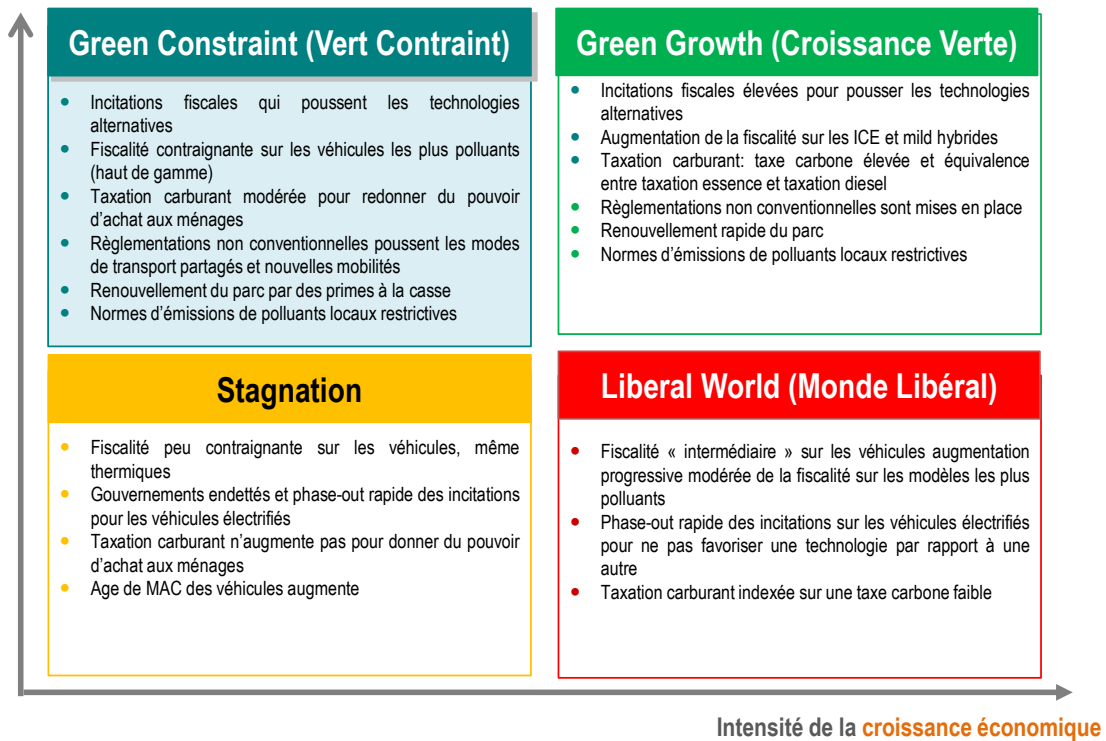 Green Constraint (Vert Contraint)
• Incitations fiscales qui poussent les technologies
alternatives
• Fiscalité contraignante sur les véhicules les plus polluants
(haut de gamme)
• Taxation carburant modérée pour redonner du pouvoir
d’achat aux ménages
• Règlementations non conventionnelles poussent les modes
de transport partagés et nouvelles mobilités
• Renouvellement du parc par des primes à la casse
• Normes d’émissions de polluants locaux restrictives
Green Growth (Croissance Verte)
• Incitations fiscales élevées pour pousser les technologies
alternatives
• Augmentation de la fiscalité sur les ICE et mild hybrides
• Taxation carburant: taxe carbone élevée et équivalence
entre taxation essence et taxation diesel
• Règlementations non conventionnelles sont mises en place
• Renouvellement rapide du parc
• Normes d’émissions de polluants locaux restrictives
Stagnation
• Fiscalité peu contraignante sur les véhicules, même
thermiques
• Gouvernements endettés et phase-out rapide des incitations
pour les véhicules électrifiés
• Taxation carburant n’augmente pas pour donner du pouvoir
d’achat aux ménages
• Age de MAC des véhicules augmente
Liberal World (Monde Libéral)
• Fiscalité « intermédiaire » sur les véhicules augmentation
progressive modérée de la fiscalité sur les modèles les plus
polluants
• Phase-out rapide des incitations sur les véhicules électrifiés
pour ne pas favoriser une technologie par rapport à une
autre
• Taxation carburant indexée sur une taxe carbone faible
Intensité de la croissance économique